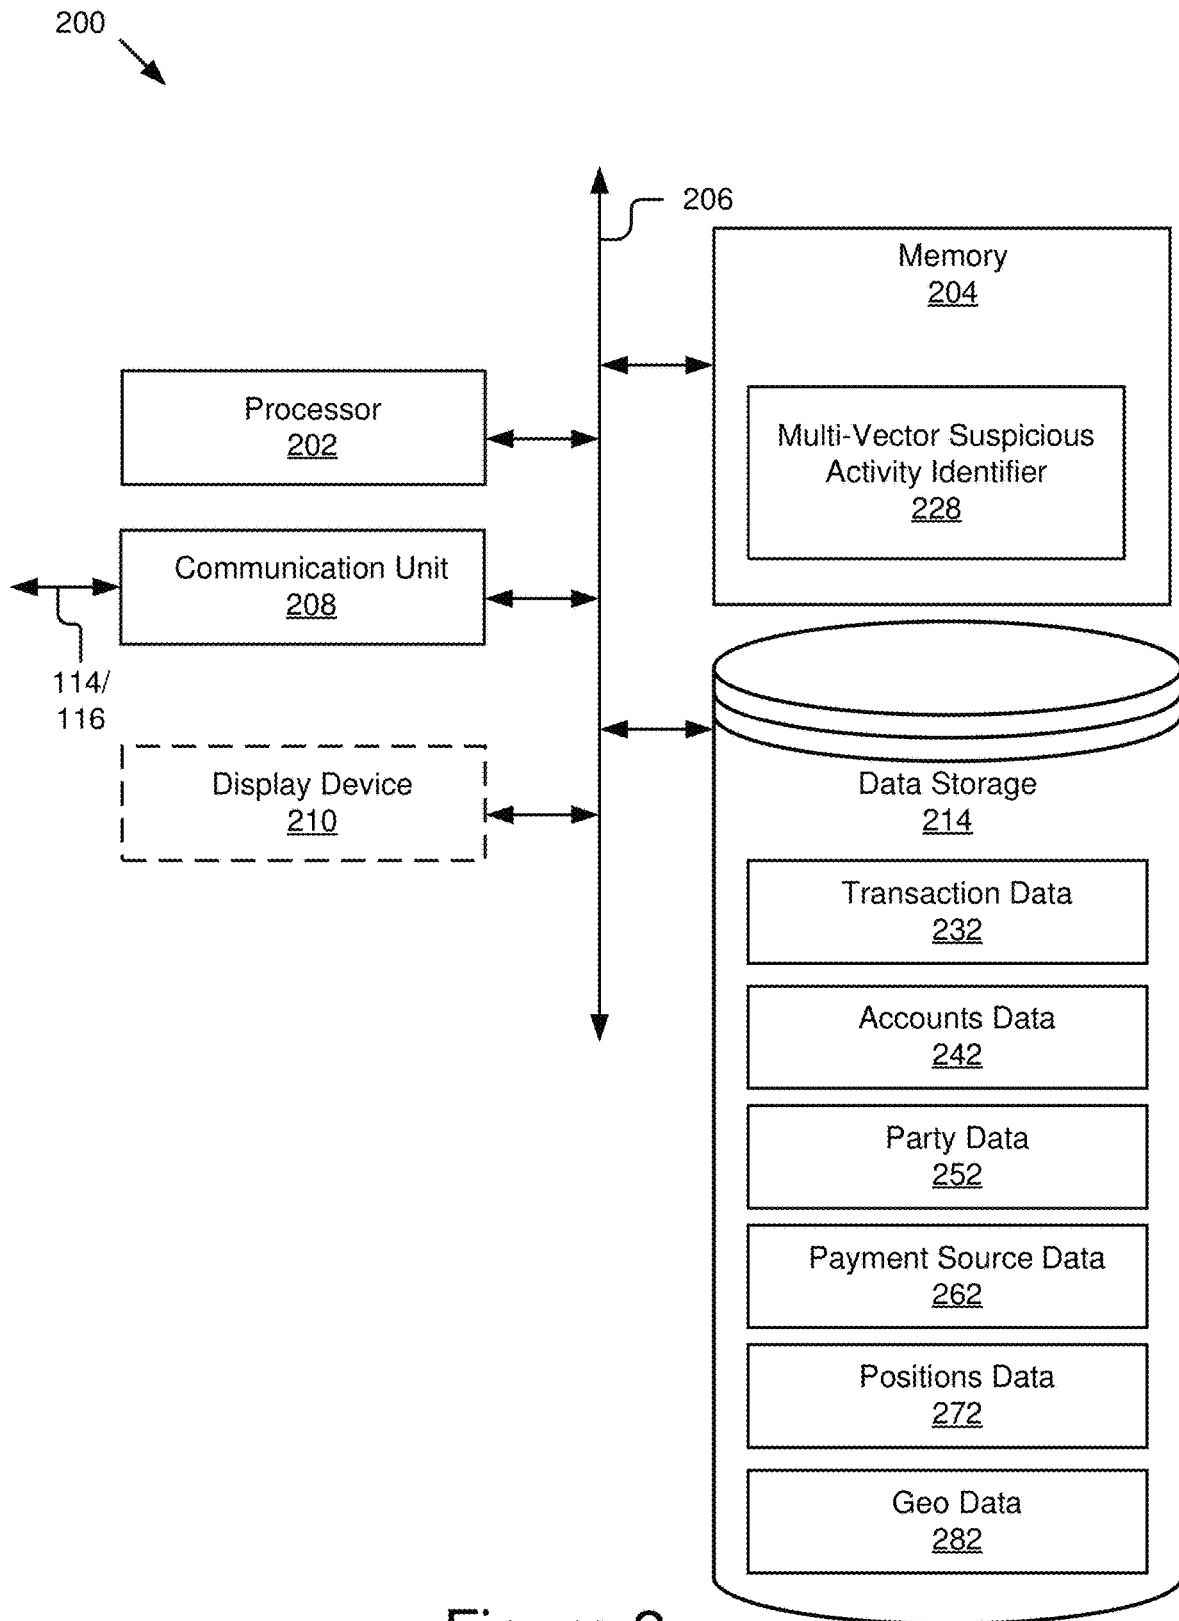 200
206
Memory
204
Processor
202
Multi-Vector Suspicious
Activity Identifier
228
Communication Unit
208
114/
116
Display Device
210
Data Storage
214
Transaction Data
232
Accounts Data
242
Party Data
252
Payment Source Data
262
Positions Data
272
Geo Data
282